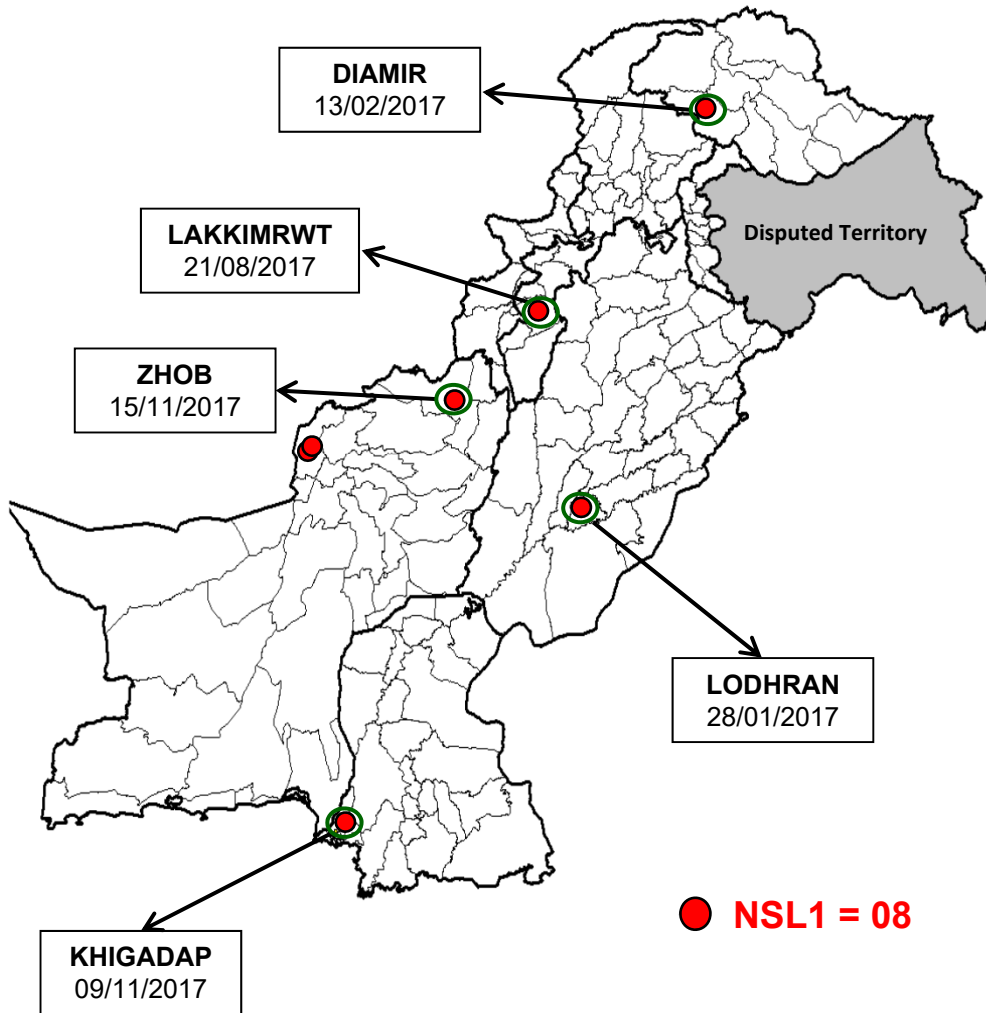 DIAMIR
13/02/2017
LAKKIMRWT
21/08/2017
Disputed Territory
ZHOB
15/11/2017
LODHRAN
28/01/2017
NSL1 = 08
KHIGADAP
09/11/2017